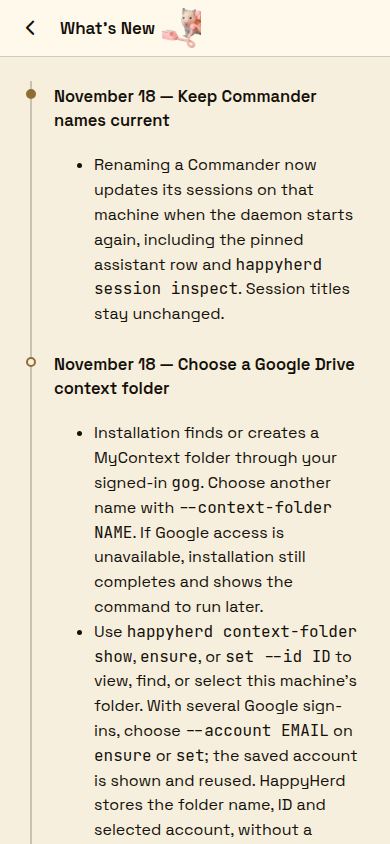 What's New
November 18 — Keep Commander
names current
Renaming a Commander now
updates its sessions on that
machine when the daemon starts
again, including the pinned
assistant row and happyherd
session inspect. Session titles
stay unchanged.
November 18 — Choose a Google Drive
context folder
Installation finds or creates a
MyContext folder through your
signed-in gog. Choose another
name with --context-folder
NAME. If Google access is
unavailable, installation still
completes and shows the
command to run later.
Use happyherd context-folder
show, ensure, or set --id ID to
view, find, or select this machine's
folder. With several Google sign-
ins, choose --account EMAIL on
ensure or set; the saved account
is shown and reused. HappyHerd
stores the folder name, ID and
selected account, without a